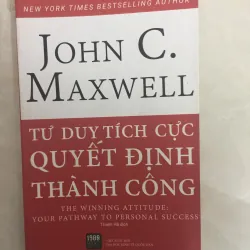 NEW YORK TIMES BESTSELLING AUTHOR
JOHN C.
MAXWELL
TƯ DUY TÍCH CỰC
QUYẾT ĐỊNH
THÀNH CÔNG
THE WINNING ATTITUDE:
YOUR PATHWAY TO PERSONAL SUCCESS